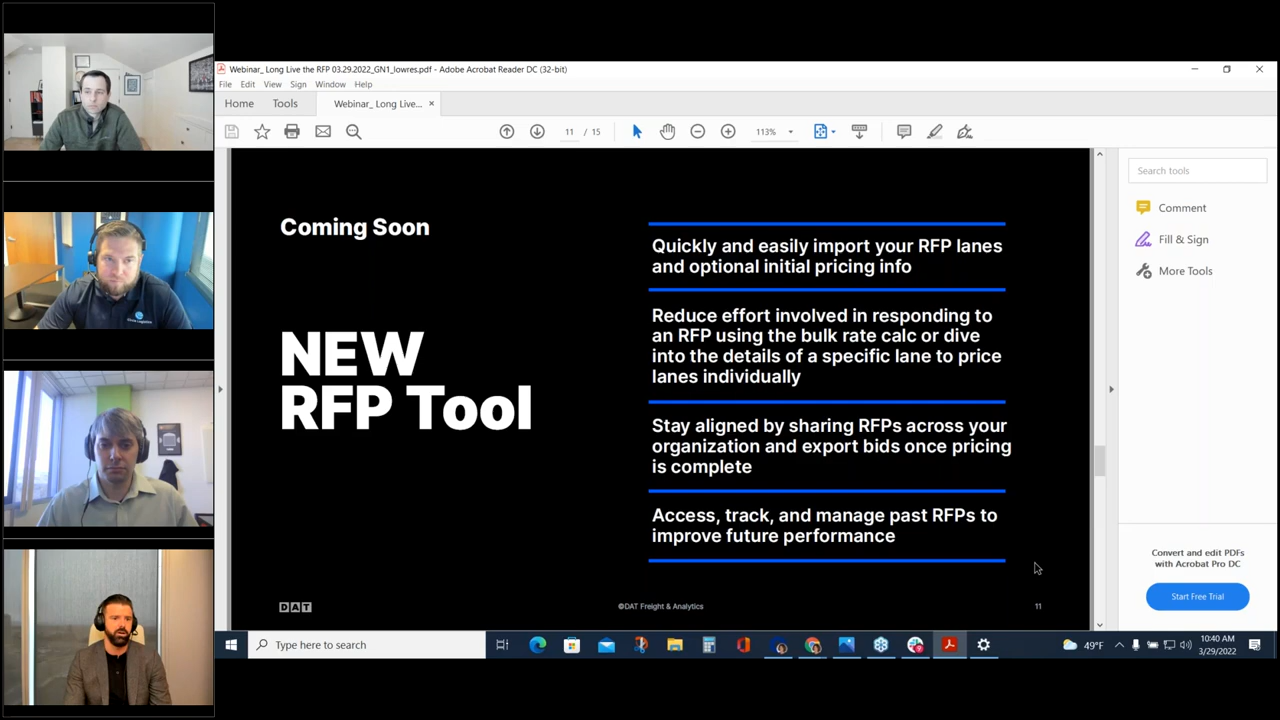 Webinar_ Long Live the RFP 03.29.2022_GN1_lowres.pdf - Adobe Acrobat Reader DC (32-bit)
File Edit View Sign Window Help
Home Tools Webinar_ Long Live... ×
11 / 15 113%
Search tools
Comment
Fill & Sign
More Tools
Coming Soon
NEW
RFP Tool
Quickly and easily import your RFP lanes
and optional initial pricing info
Reduce effort involved in responding to
an RFP using the bulk rate calc or dive
into the details of a specific lane to price
lanes individually
Stay aligned by sharing RFPs across your
organization and export bids once pricing
is complete
Access, track, and manage past RFPs to
improve future performance
DAT
©DAT Freight & Analytics
11
Convert and edit PDFs
with Acrobat Pro DC
Start Free Trial
Type here to search
49°F
10:40 AM
3/29/2022